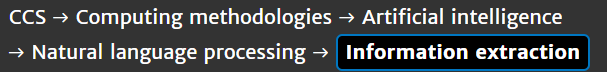 CCS → Computing methodologies → Artificial intelligence
→ Natural language processing → Information extraction